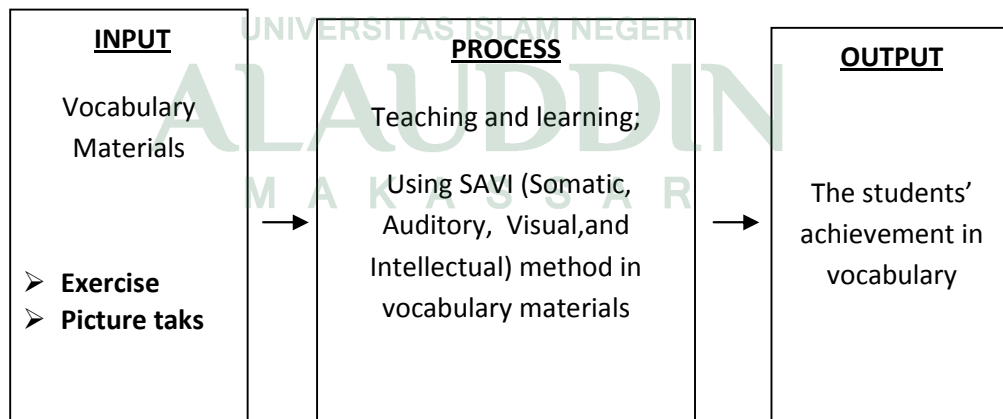 UNIVERSITAS ISLAM NEGERI
ALAUDDIN
MAKASSAR
INPUT
Vocabulary
Materials
➢ Exercise
➢ Picture taks
PROCESS
Teaching and learning;
Using SAVI (Somatic,
Auditory, Visual,and
Intellectual) method in
vocabulary materials
OUTPUT
The students’
achievement in
vocabulary